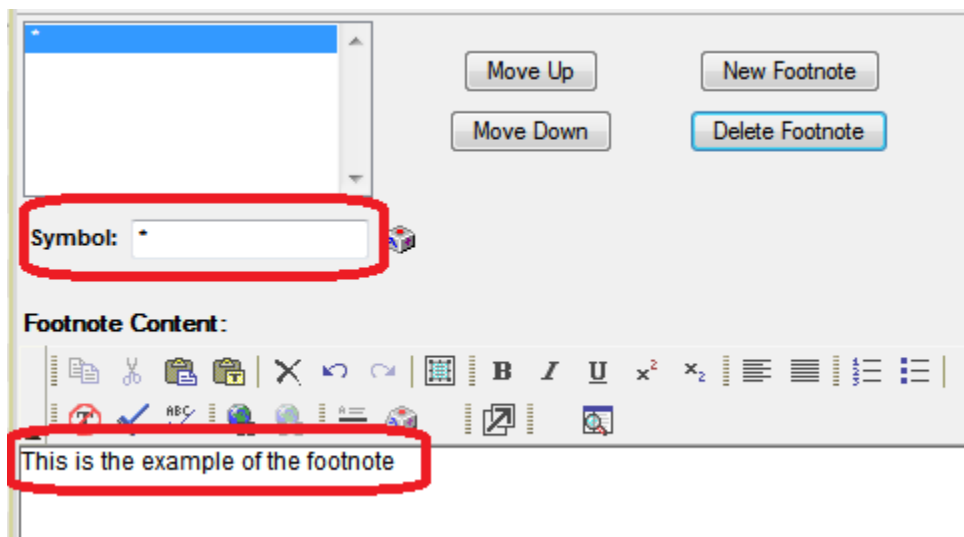 *
Move Up
New Footnote
Move Down
Delete Footnote
Symbol: *
Footnote Content:
B I U x² x₂
ABC
This is the example of the footnote